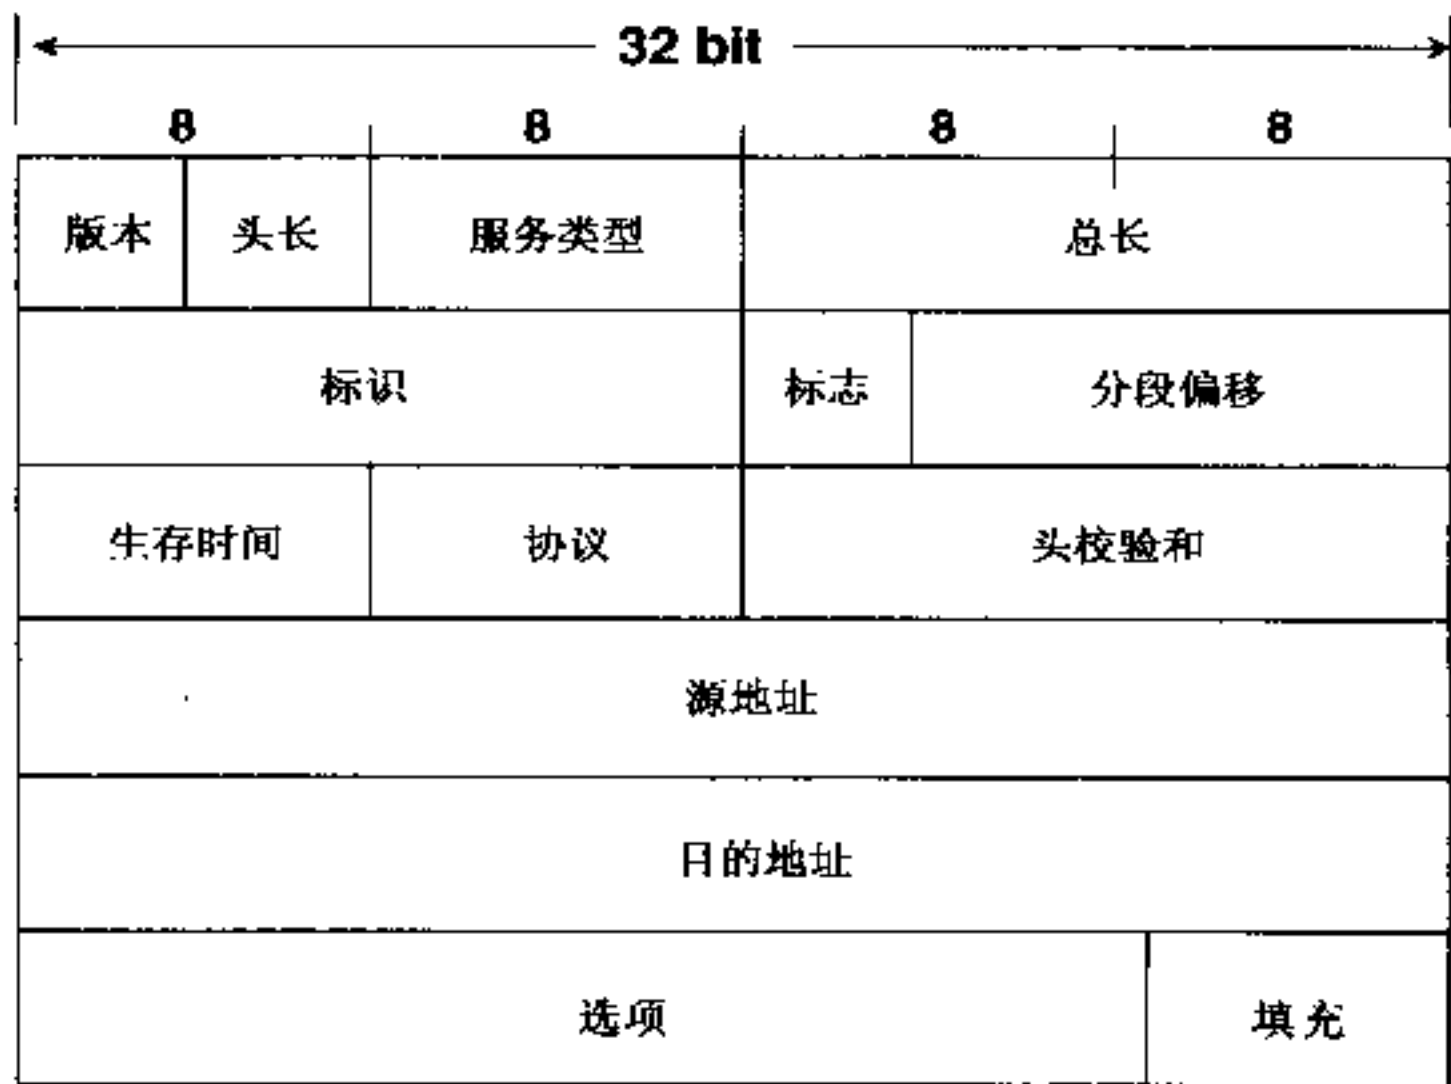 32 bit
8 8 8 8
版本 头长 服务类型 总长
标识 标志 分段偏移
生存时间 协议 头校验和
源地址
目的地址
选项 填充